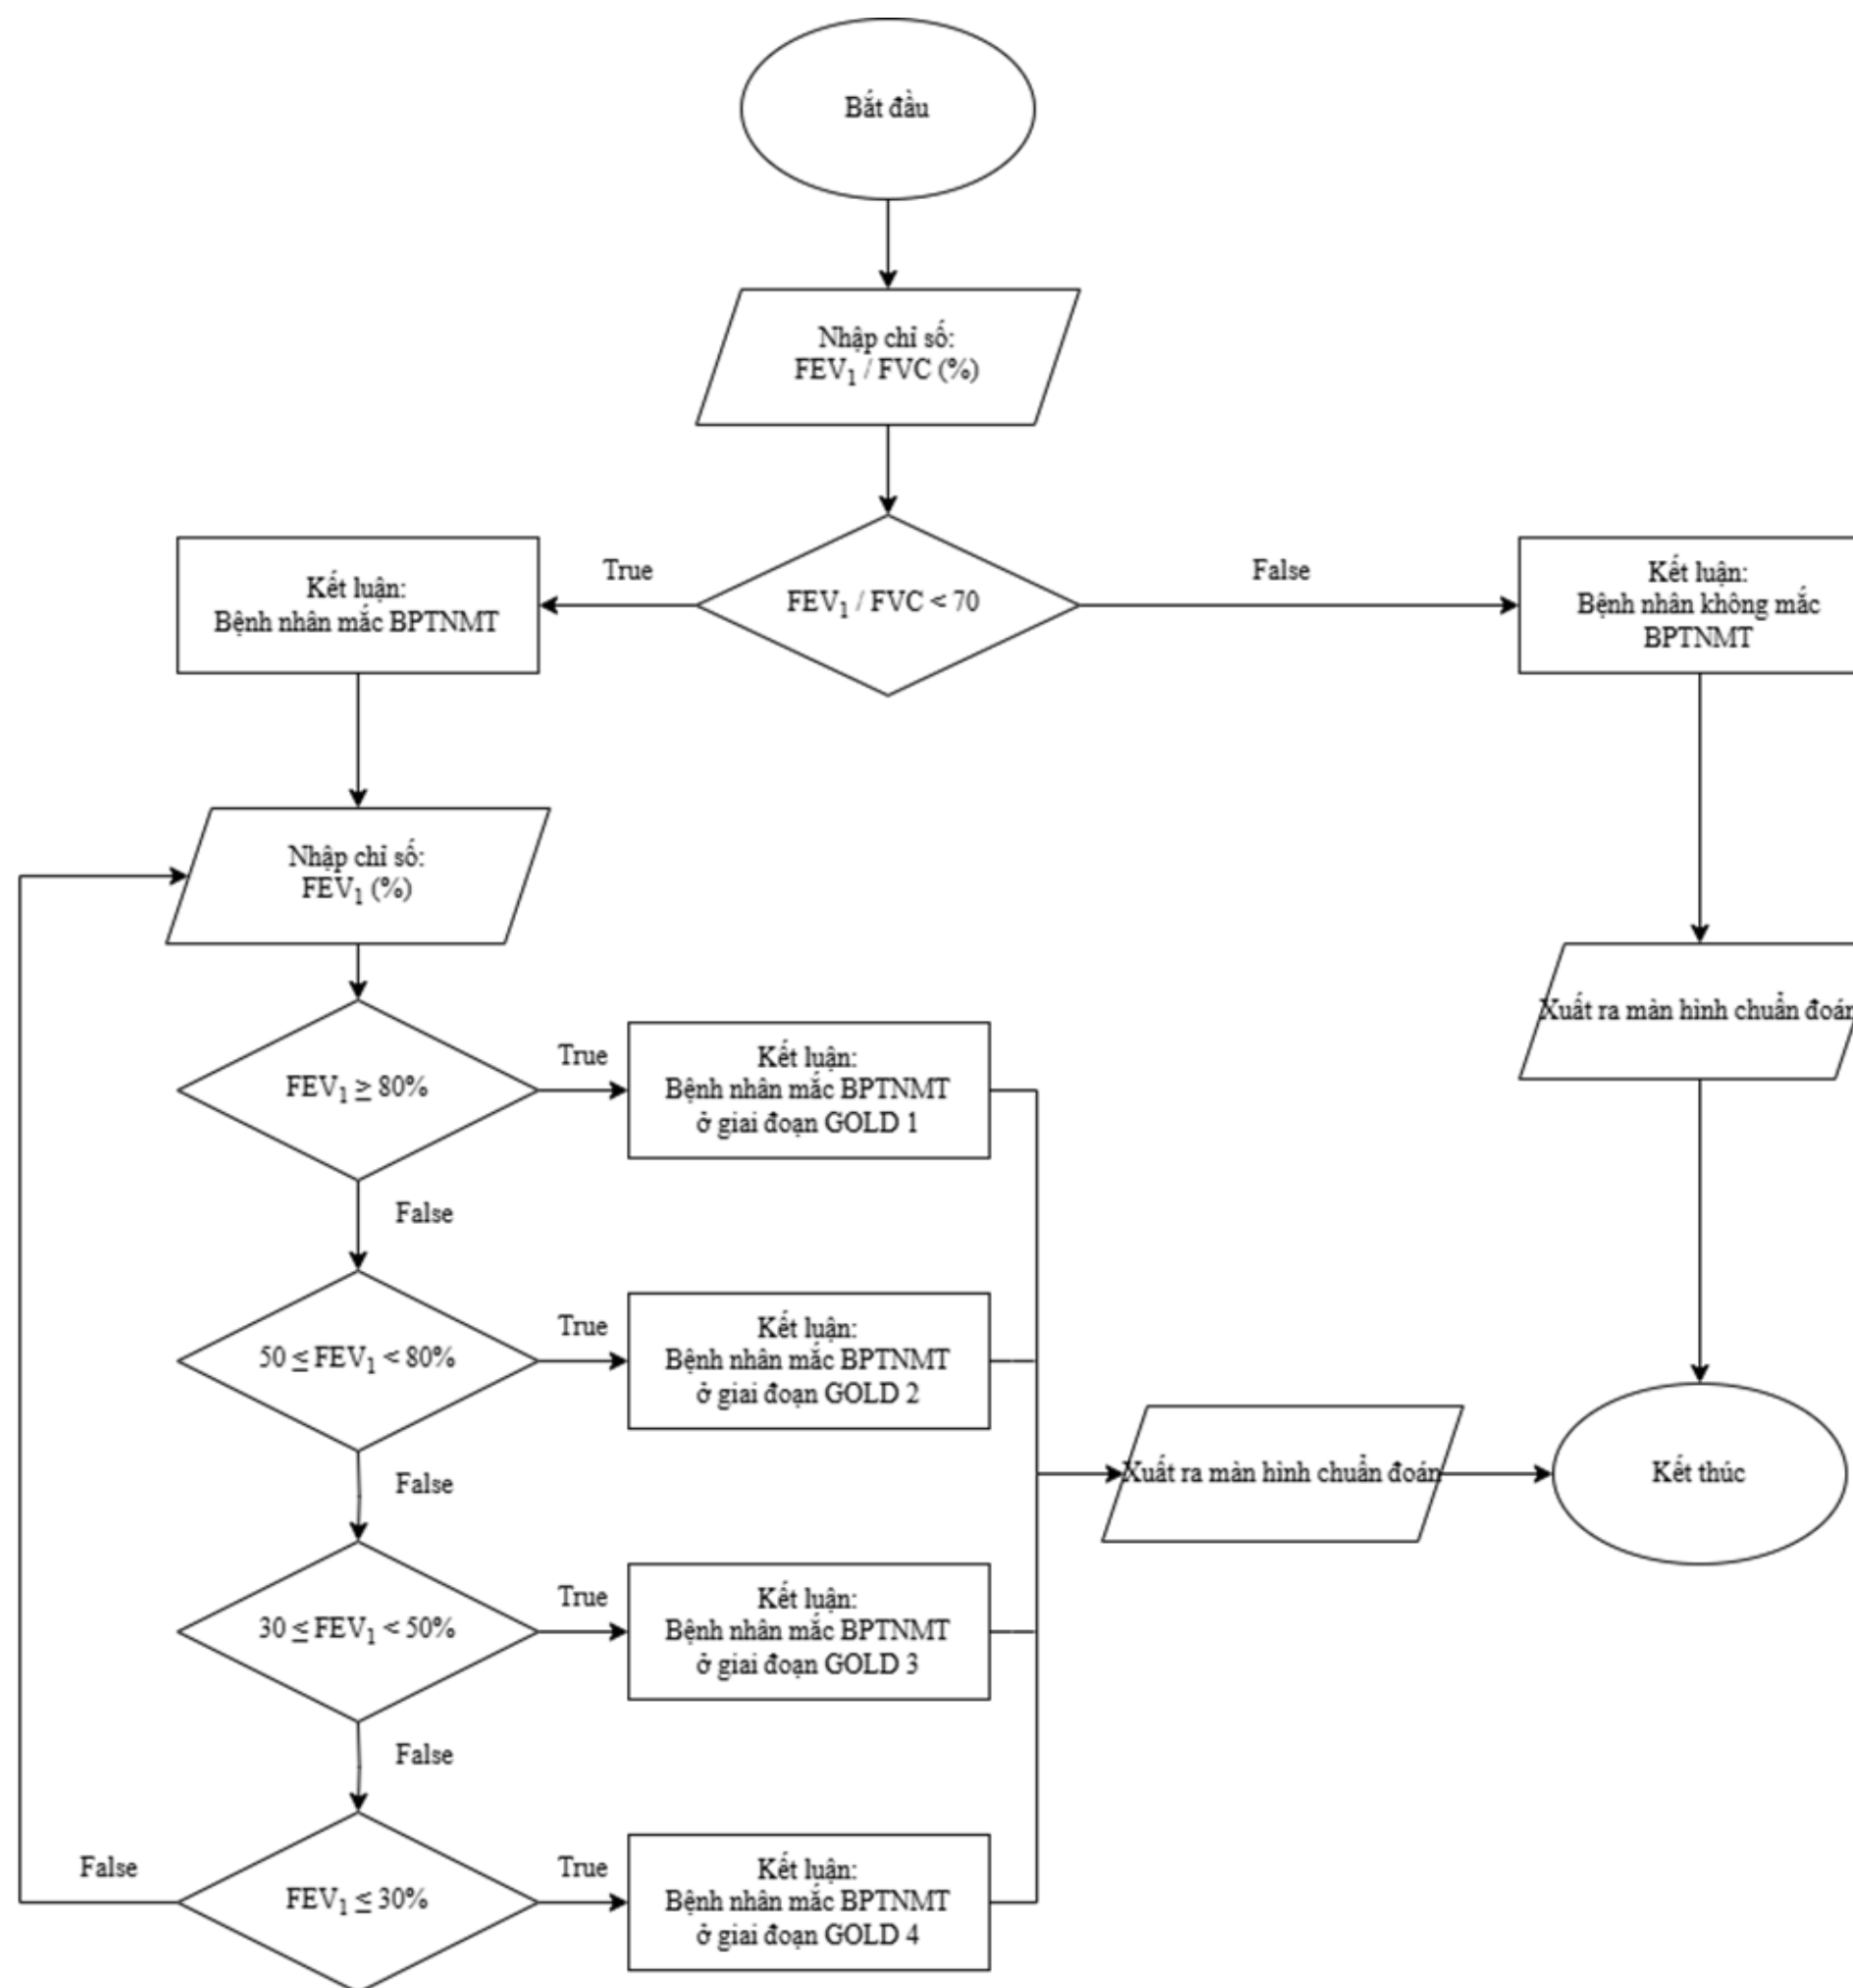 Bắt đầu
Nhập chỉ số:
FEV₁ / FVC (%)
Kết luận:
Bệnh nhân mắc BPTNMT
True
FEV₁ / FVC < 70
False
Kết luận:
Bệnh nhân không mắc
BPTNMT
Nhập chỉ số:
FEV₁ (%)
Xuất ra màn hình chuẩn đoán
FEV₁ ≥ 80%
True
Kết luận:
Bệnh nhân mắc BPTNMT
ở giai đoạn GOLD 1
False
50 ≤ FEV₁ < 80%
True
Kết luận:
Bệnh nhân mắc BPTNMT
ở giai đoạn GOLD 2
False
Xuất ra màn hình chuẩn đoán
Kết thúc
30 ≤ FEV₁ < 50%
True
Kết luận:
Bệnh nhân mắc BPTNMT
ở giai đoạn GOLD 3
False
False
FEV₁ ≤ 30%
True
Kết luận:
Bệnh nhân mắc BPTNMT
ở giai đoạn GOLD 4